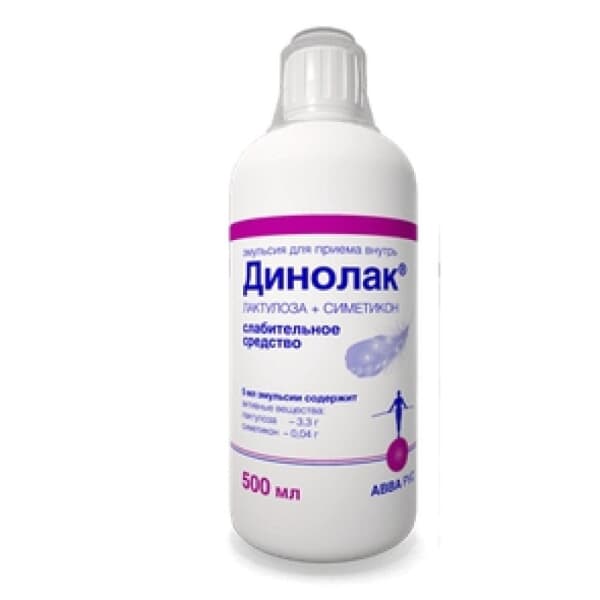 эмульсия для приема внутрь
Динолак®
ЛАКТУЛОЗА + СИМЕТИКОН
слабительное
средство
5 мл эмульсии содержит
активные вещества:
лактулоза – 3,3 г
симетикон – 0,04 г
500 мл
АВВА РУС